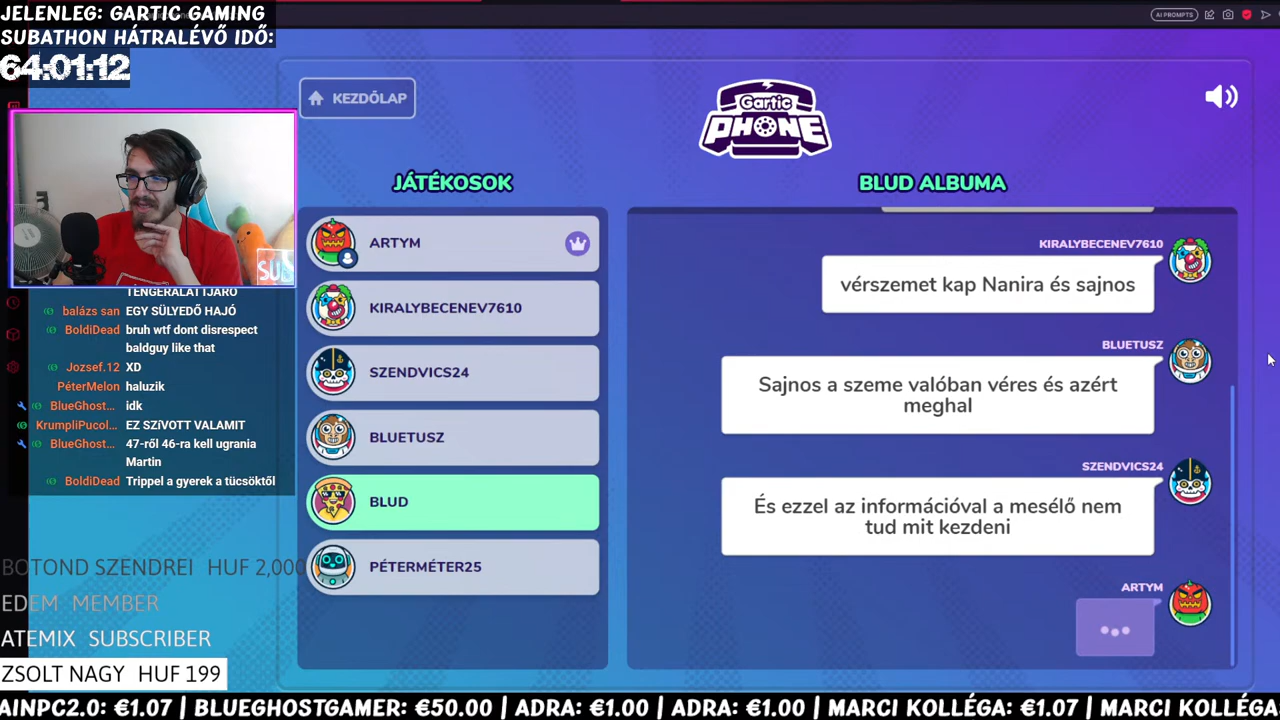 JELENLEG: GARTIC GAMING
SUBATHON HÁTRALÉVŐ IDŐ:
64:01:12
AI PROMPTS
KEZDŐLAP
Gartic
PHONE
JÁTÉKOSOK
ARTYM
KIRALYBECENEV7610
SZENDVICS24
BLUETUSZ
BLUD
PÉTERMÉTER25
BLUD ALBUMA
KIRALYBECENEV7610
vérszemet kap Nanira és sajnos
BLUETUSZ
Sajnos a szeme valóban véres és azért
meghal
SZENDVICS24
És ezzel az információval a mesélő nem
tud mit kezdeni
ARTYM
...
SU
TENGERALATTJÁRÓ
balázs san EGY SÜLYEDŐ HAJÓ
BoldiDead bruh wtf dont disrespect
baldguy like that
Jozsef.12 XD
PéterMelon haluzik
BlueGhost... idk
KrumpliPucol... EZ SZÍVOTT VALAMIT
BlueGhost... 47-ről 46-ra kell ugrania
Martin
BoldiDead Trippel a gyerek a tücsöktől
BOTOND SZENDREI HUF 2,000
EDEM MEMBER
ATEMIX SUBSCRIBER
ZSOLT NAGY HUF 199
AINPC2.0: €1.07 | BLUEGHOSTGAMER: €50.00 | ADRA: €1.00 | ADRA: €1.00 | MARCI KOLLÉGA: €1.07 | MARCI KOLLÉGA: